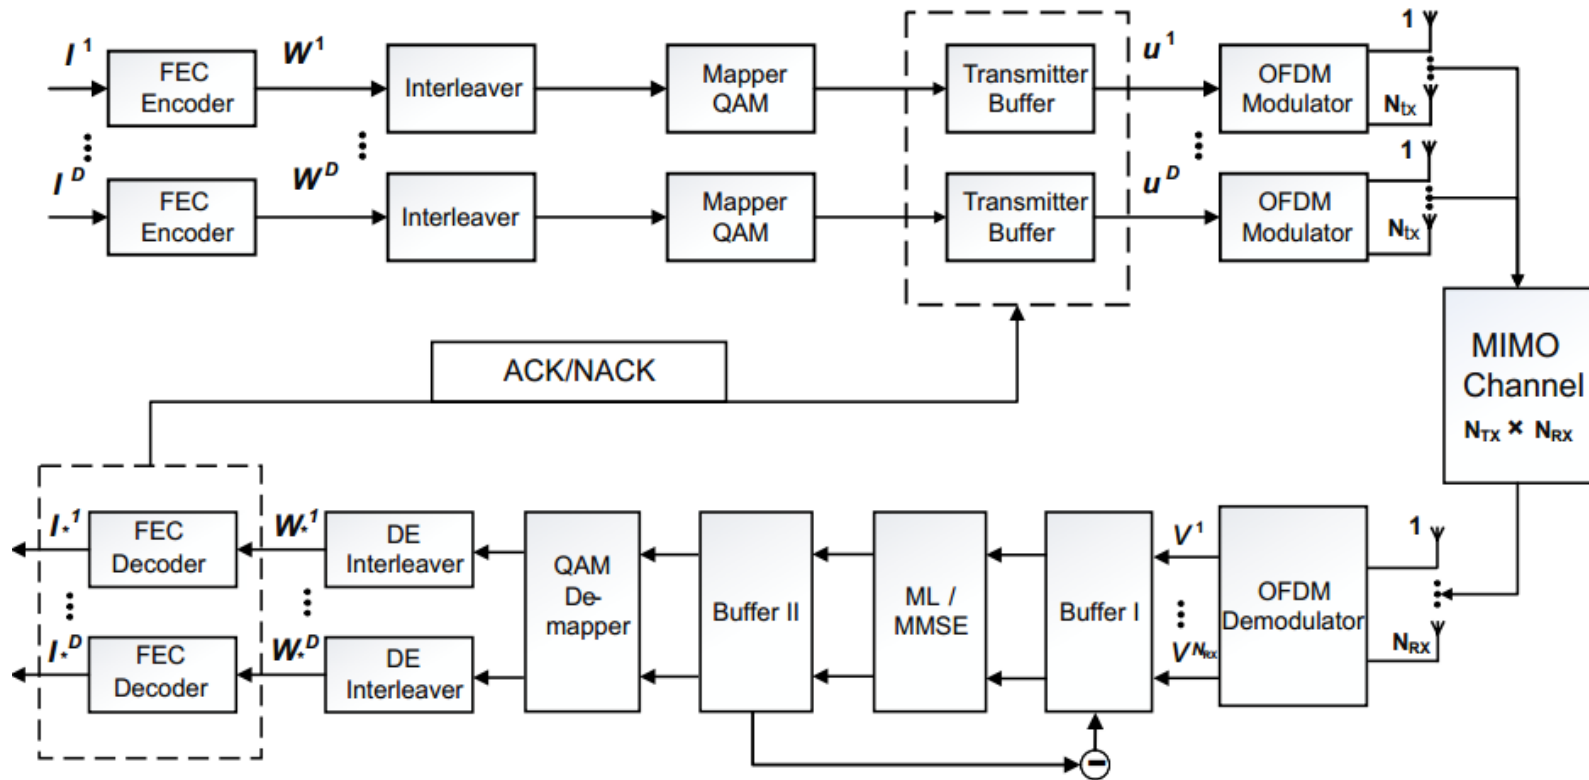 I 1
FEC
Encoder
W 1
Interleaver
Mapper
QAM
Transmitter
Buffer
u 1
OFDM
Modulator
1
Ntx
I D
FEC
Encoder
W D
Interleaver
Mapper
QAM
Transmitter
Buffer
u D
OFDM
Modulator
1
Ntx
MIMO
Channel
NTX × NRX
ACK/NACK
I* 1
FEC
Decoder
W* 1
DE
Interleaver
QAM
De-
mapper
Buffer II
ML /
MMSE
Buffer I
V 1
OFDM
Demodulator
1
I* D
FEC
Decoder
W* D
DE
Interleaver
V NRX
NRX
−